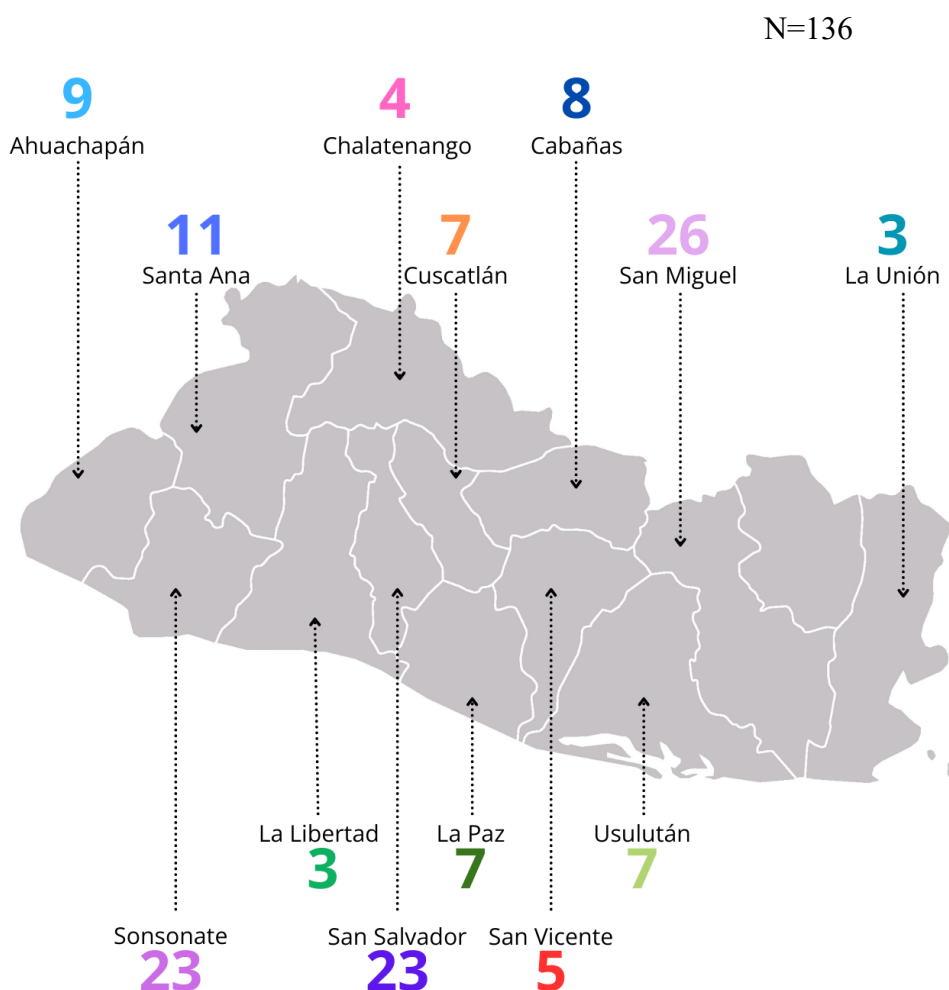 N=136
9
Ahuachapán
4
Chalatenango
8
Cabañas
11
Santa Ana
7
Cuscatlán
26
San Miguel
3
La Unión
La Libertad
3
La Paz
7
Usulután
7
Sonsonate
23
San Salvador
23
San Vicente
5